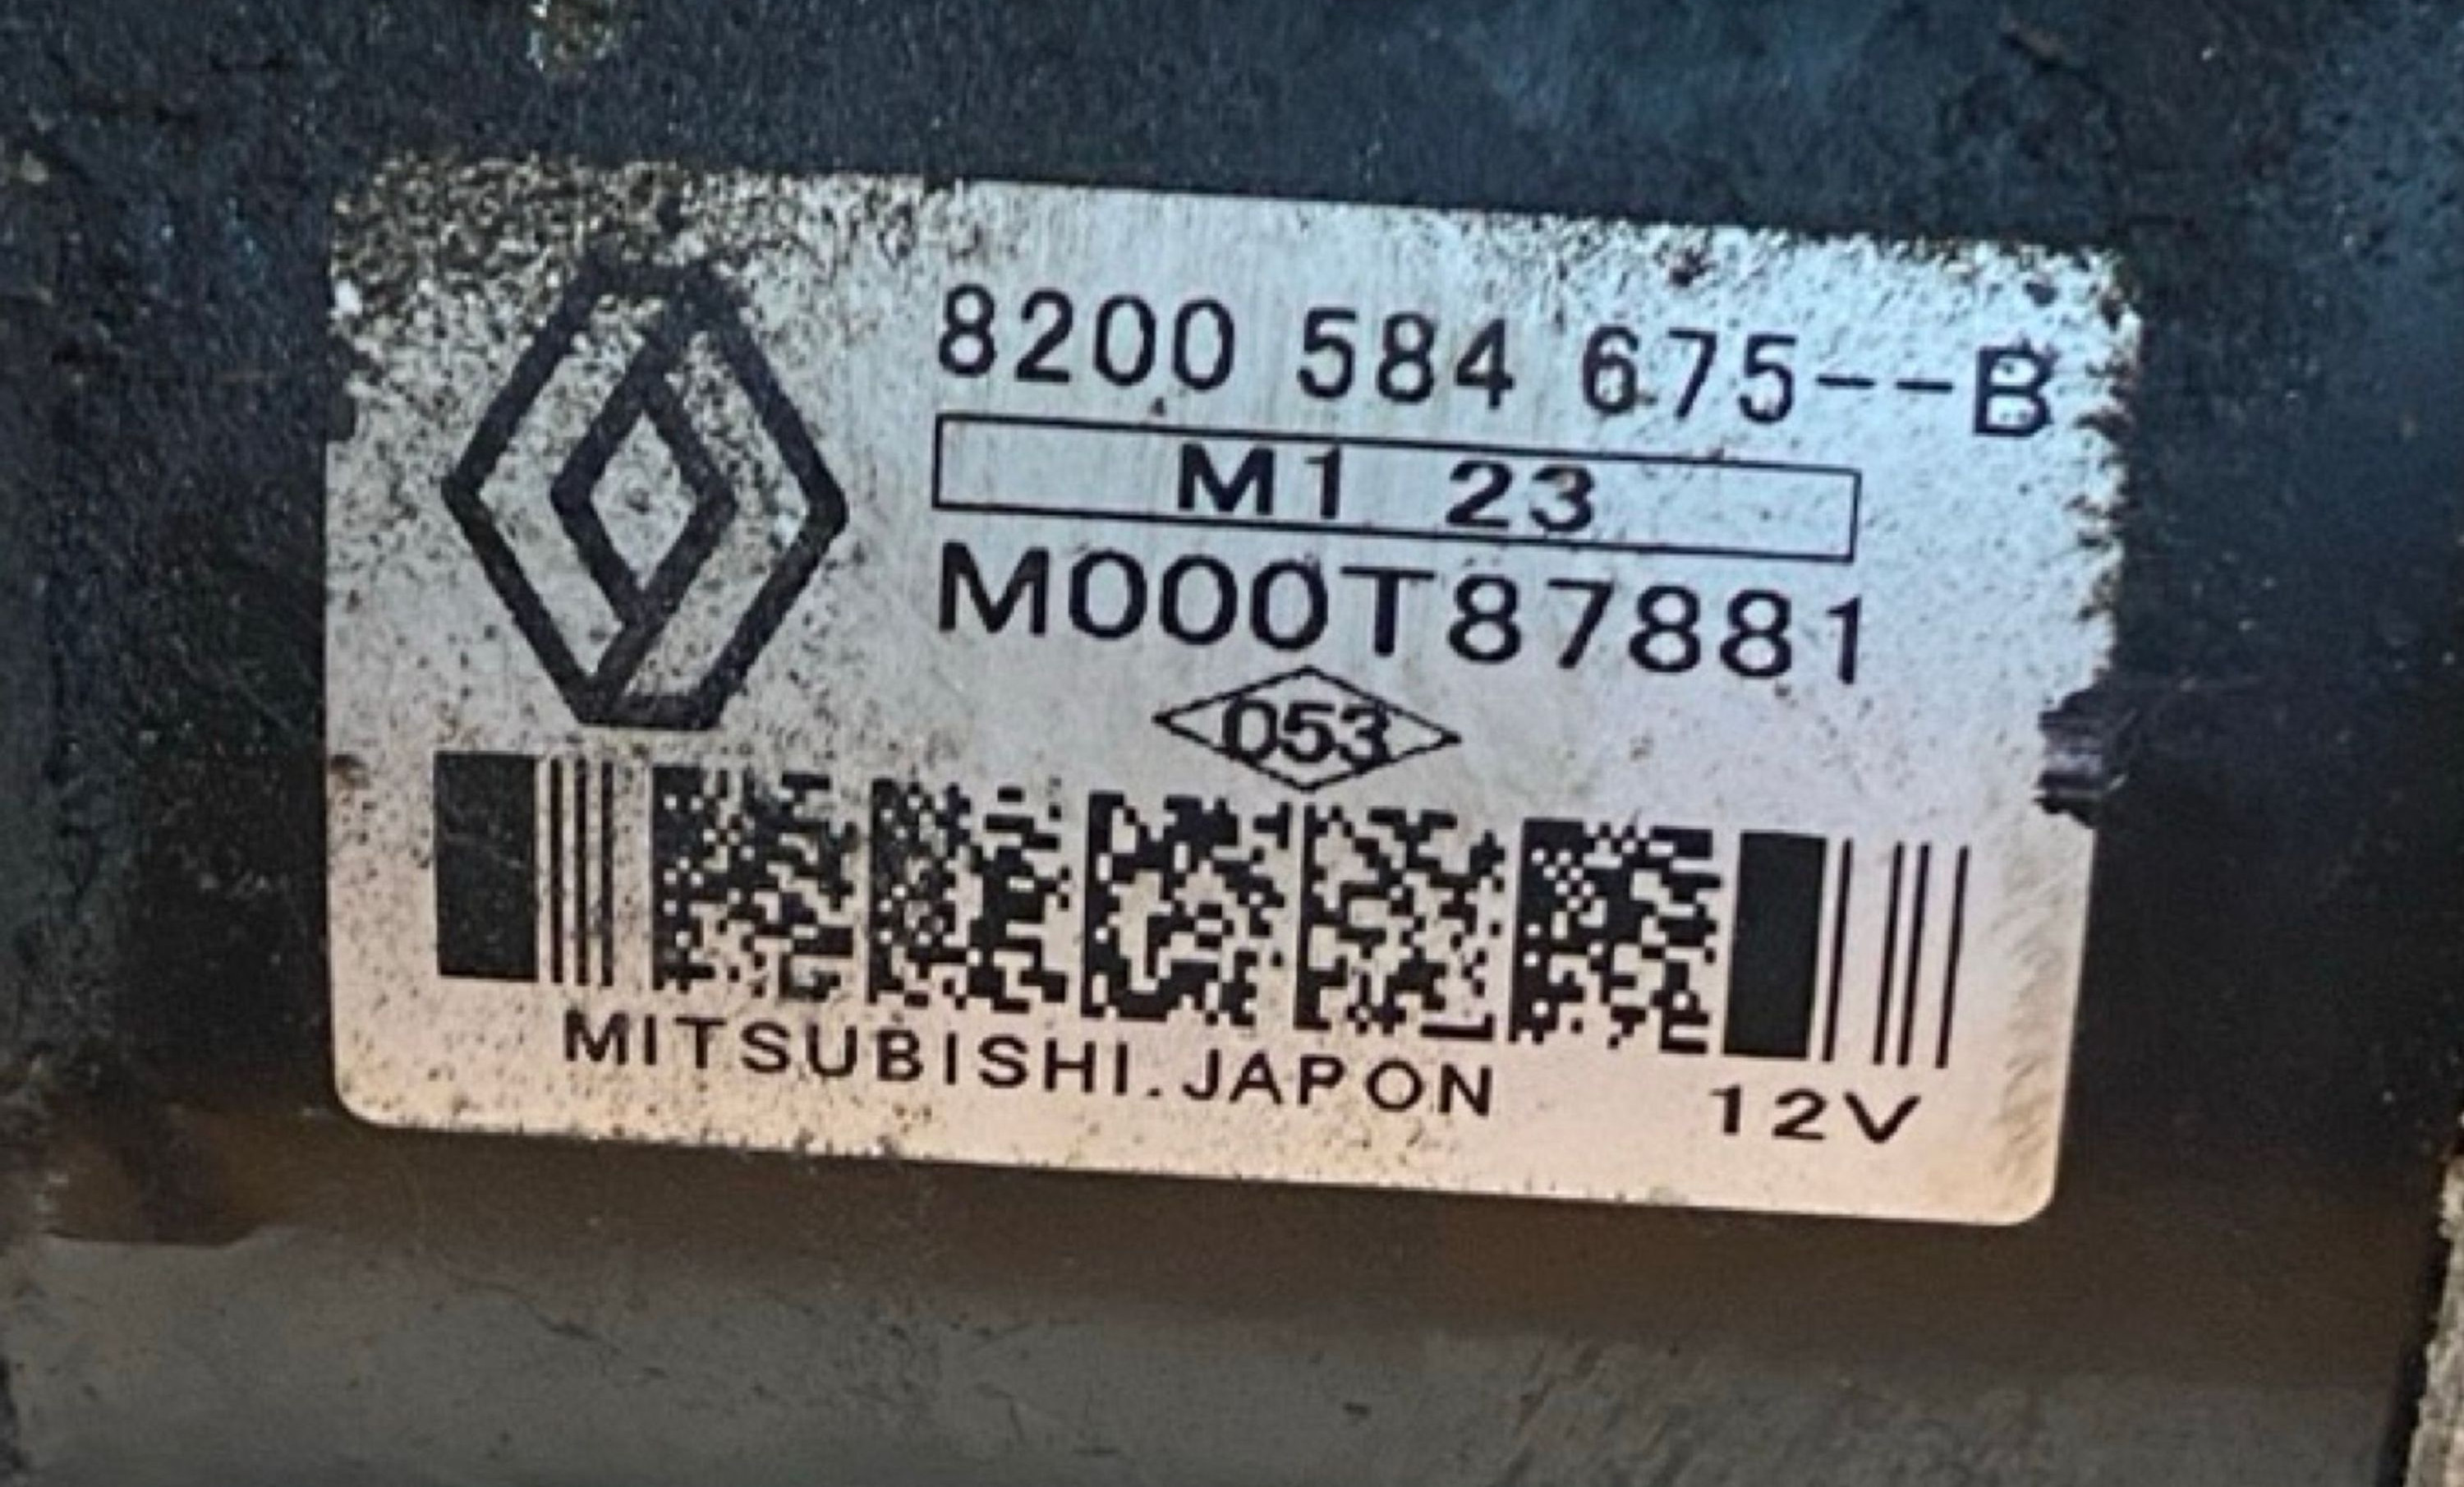 8200 584 675--B
M1 23
M000T87881
053
MITSUBISHI.JAPON
12V